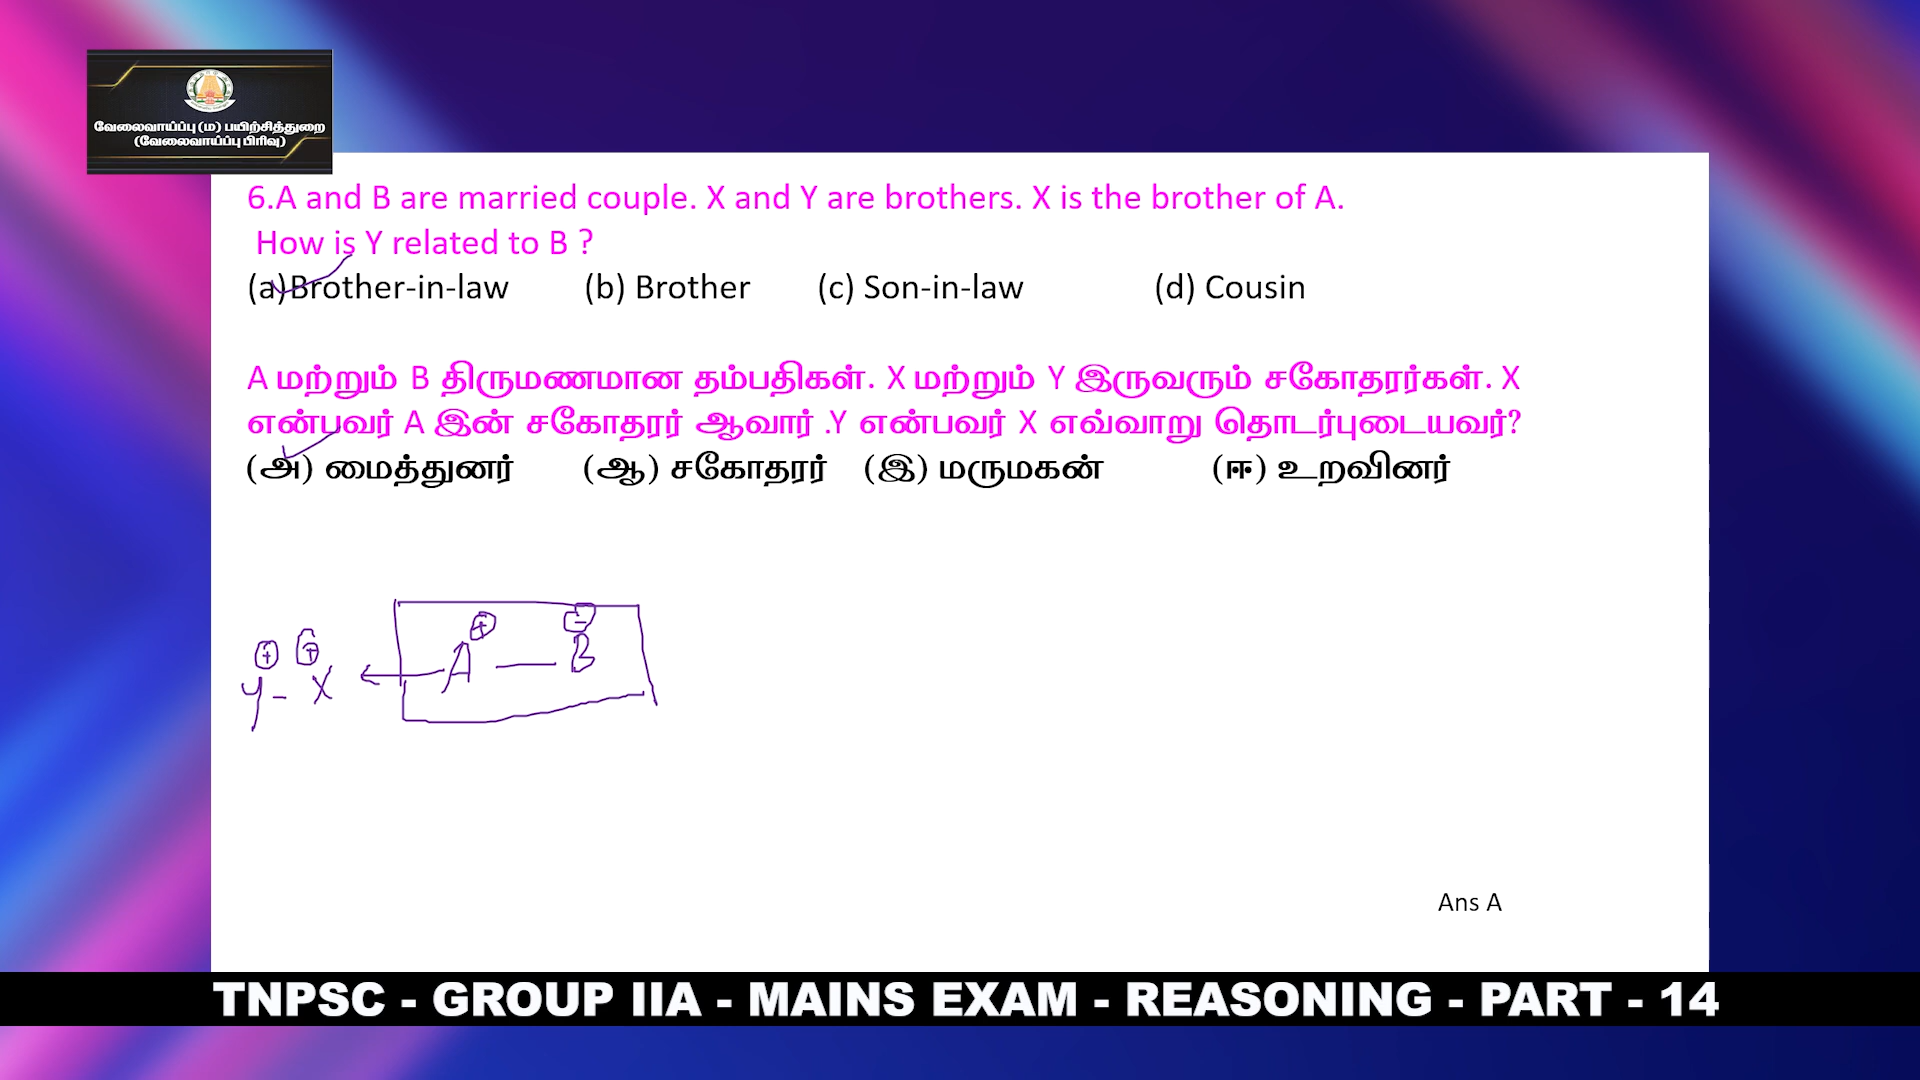 வேலைவாய்ப்பு (ம) பயிற்சித்துறை
(வேலைவாய்ப்பு பிரிவு)
6.A and B are married couple. X and Y are brothers. X is the brother of A.
How is Y related to B ?
(a)Brother-in-law (b) Brother (c) Son-in-law (d) Cousin
A மற்றும் B திருமணமான தம்பதிகள். X மற்றும் Y இருவரும் சகோதரர்கள். X
என்பவர் A இன் சகோதரர் ஆவார் .Y என்பவர் X எவ்வாறு தொடர்புடையவர்?
(அ) மைத்துனர் (ஆ) சகோதரர் (இ) மருமகன் (ஈ) உறவினர்
+ + + -
Y - X ← A — B
Ans A
TNPSC - GROUP IIA - MAINS EXAM - REASONING - PART - 14